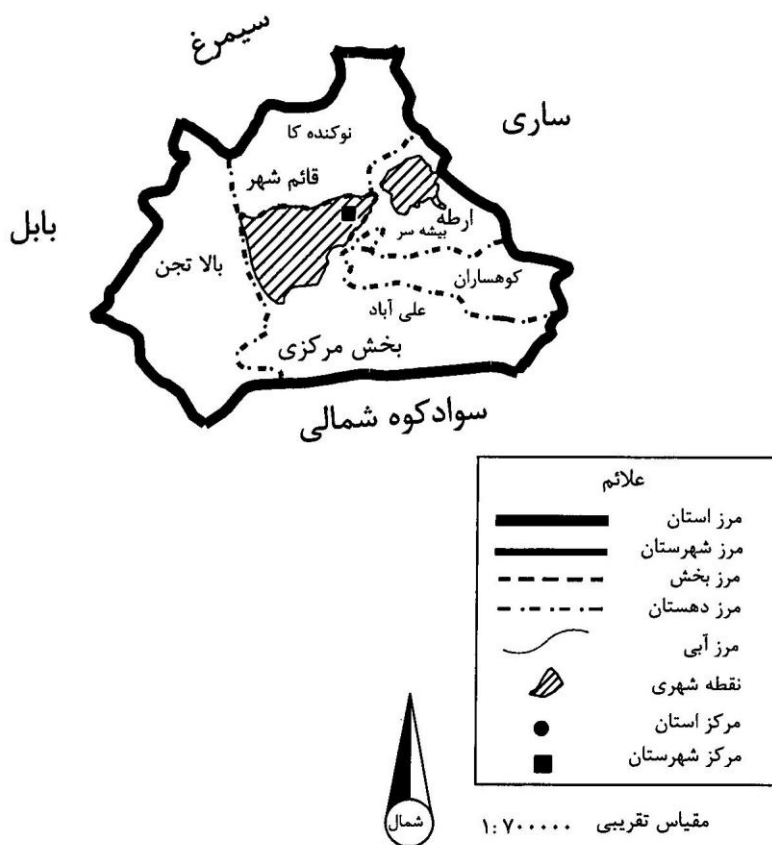 سیمرغ
ساری
نوکنده کا
قائم شهر
بابل
ارطه
بیشه سر
بالا تجن
کوهساران
علی آباد
بخش مرکزی
سوادکوه شمالی
علائم
مرز استان
مرز شهرستان
مرز بخش
مرز دهستان
مرز آبی
نقطه شهری
مرکز استان
مرکز شهرستان
شمال
مقیاس تقریبی ۱:۷۰۰۰۰۰